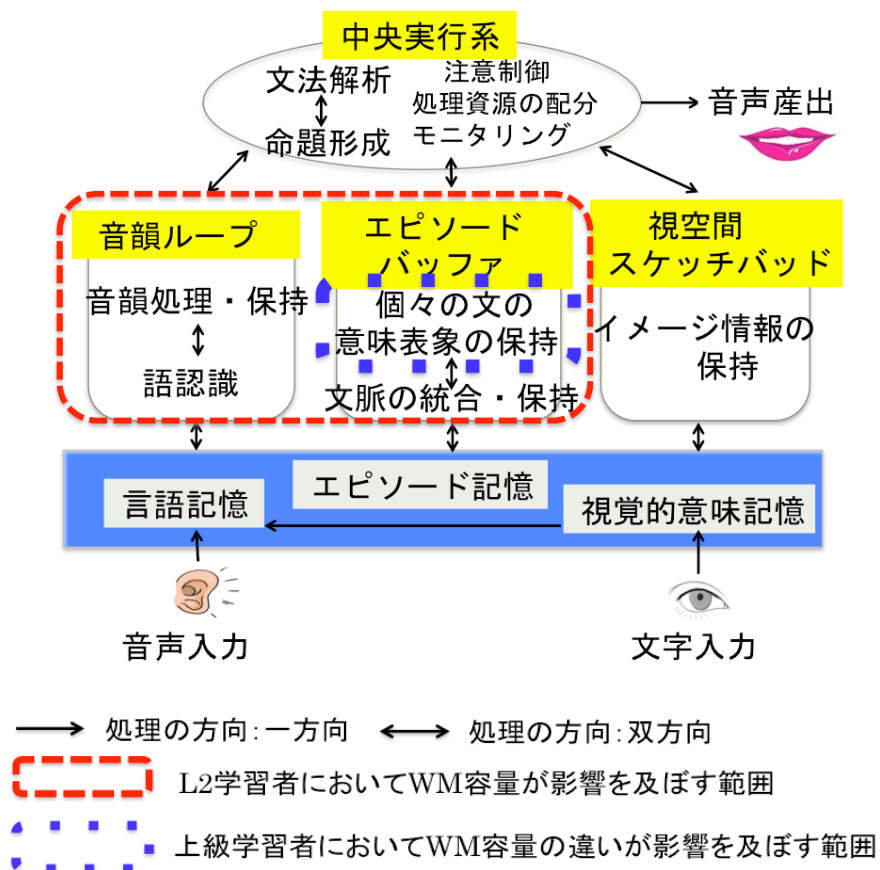 中央実行系
文法解析
命題形成
注意制御
処理資源の配分
モニタリング
音声産出
音韻ループ
音韻処理・保持
語認識
エピソード
バッファ
個々の文の
意味表象の保持
文脈の統合・保持
視空間
スケッチバッド
イメージ情報の
保持
言語記憶
エピソード記憶
視覚的意味記憶
音声入力
文字入力
処理の方向：一方向
処理の方向：双方向
L2学習者においてWM容量が影響を及ぼす範囲
上級学習者においてWM容量の違いが影響を及ぼす範囲